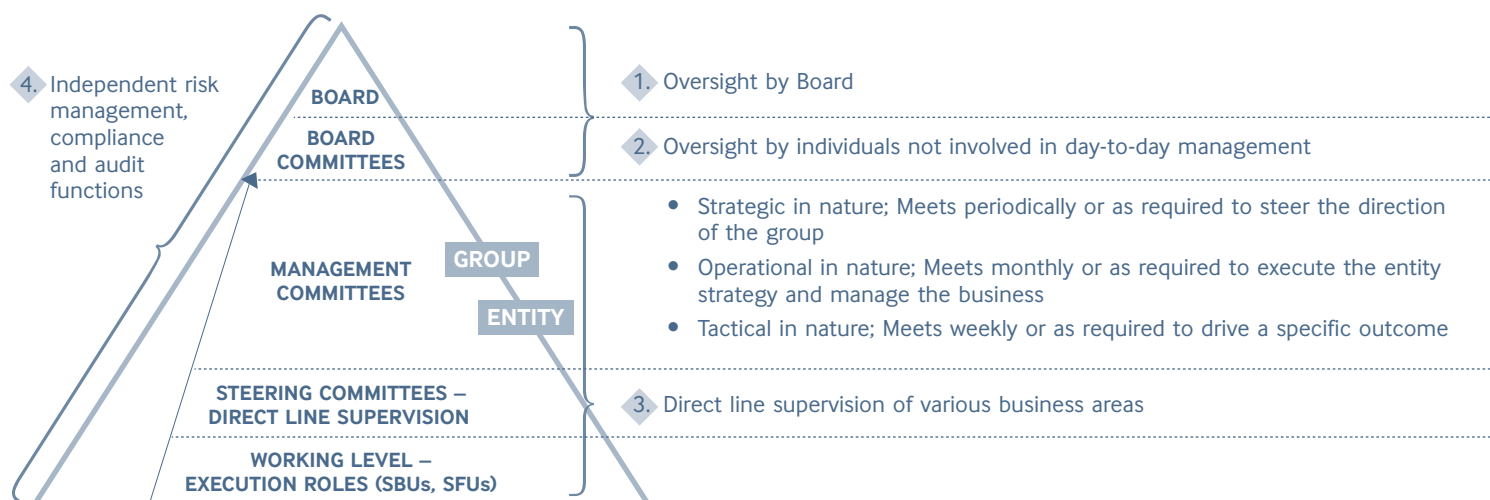 4. Independent risk
management,
compliance
and audit
functions
BOARD
BOARD
COMMITTEES
MANAGEMENT
COMMITTEES
GROUP
ENTITY
STEERING COMMITTEES –
DIRECT LINE SUPERVISION
WORKING LEVEL –
EXECUTION ROLES (SBUs, SFUs)
1. Oversight by Board
2. Oversight by individuals not involved in day-to-day management
• Strategic in nature; Meets periodically or as required to steer the direction
of the group
• Operational in nature; Meets monthly or as required to execute the entity
strategy and manage the business
• Tactical in nature; Meets weekly or as required to drive a specific outcome
3. Direct line supervision of various business areas